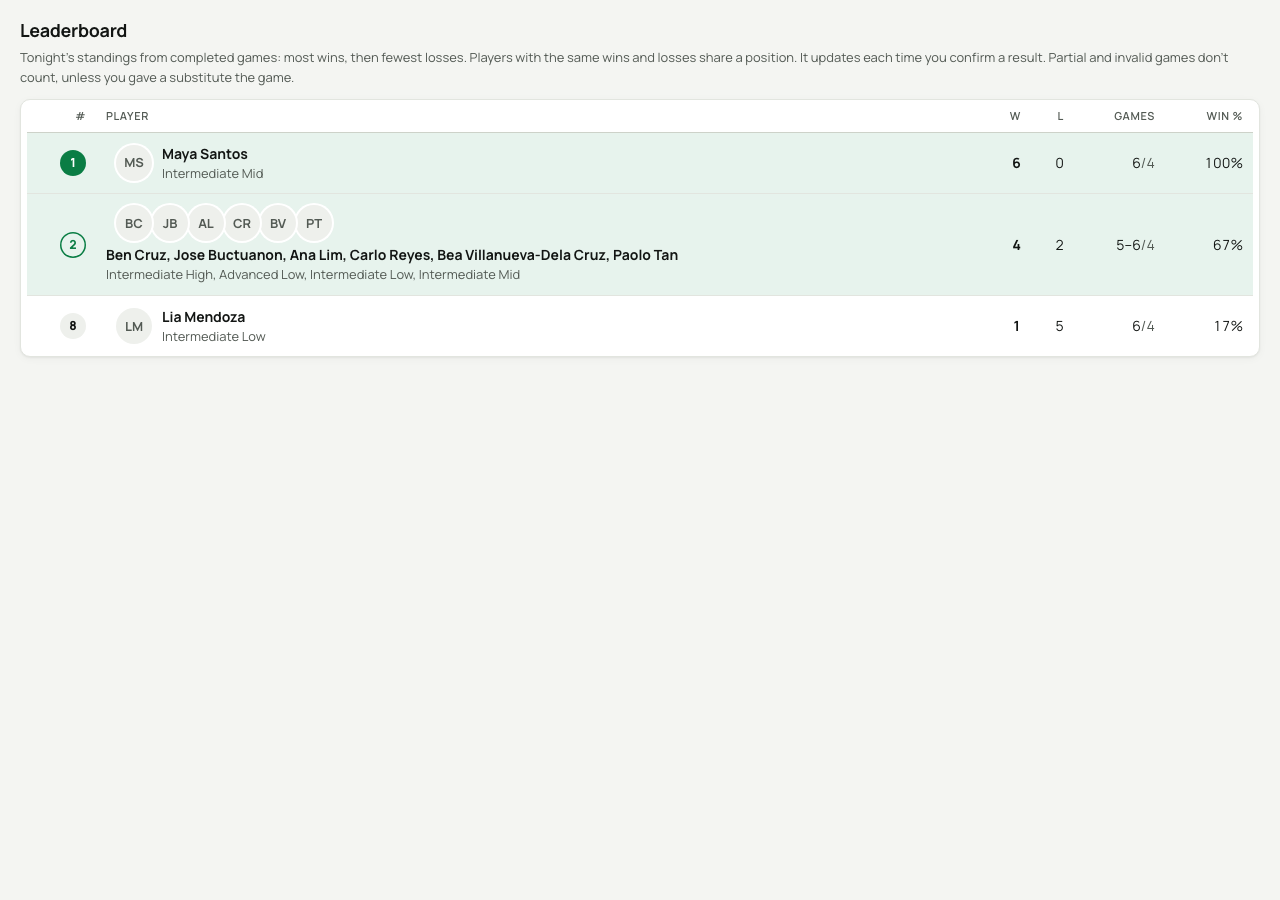 Leaderboard
Tonight's standings from completed games: most wins, then fewest losses. Players with the same wins and losses share a position. It updates each time you confirm a result. Partial and invalid games don't
count, unless you gave a substitute the game.
# PLAYER W L GAMES WIN %
1 MS Maya Santos 6 0 6/4 100%
Intermediate Mid
BC JB AL CR BV PT
2 4 2 5–6/4 67%
Ben Cruz, Jose Buctuanon, Ana Lim, Carlo Reyes, Bea Villanueva-Dela Cruz, Paolo Tan
Intermediate High, Advanced Low, Intermediate Low, Intermediate Mid
8 LM Lia Mendoza 1 5 6/4 17%
Intermediate Low